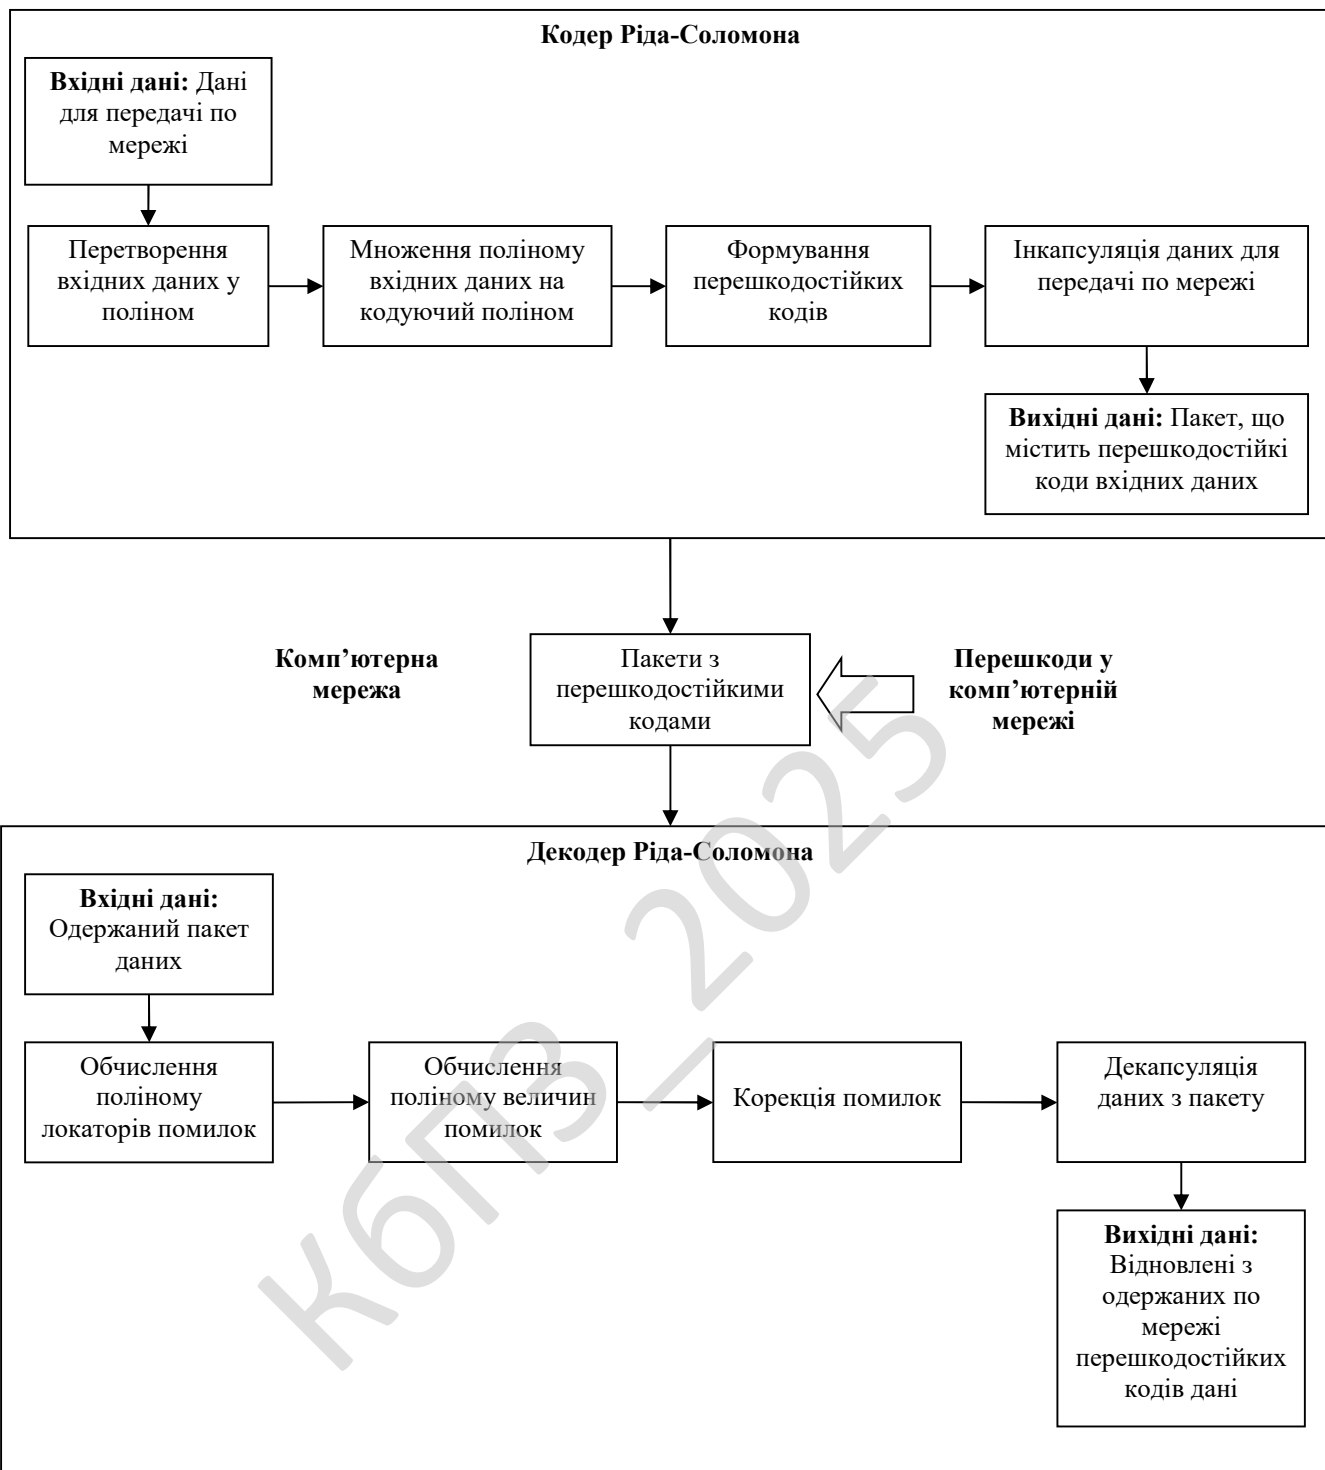 Кодер Ріда-Соломона
Вхідні дані: Дані
для передачі по
мережі
Перетворення
вхідних даних у
поліном
Множення поліному
вхідних даних на
кодуючий поліном
Формування
перешкодостійких
кодів
Інкапсуляція даних для
передачі по мережі
Вихідні дані: Пакет, що
містить перешкодостійкі
коди вхідних даних
Комп’ютерна
мережа
Пакети з
перешкодостійкими
кодами
Перешкоди у
комп’ютерній
мережі
Декодер Ріда-Соломона
Вхідні дані:
Одержаний пакет
даних
Обчислення
поліному
локаторів помилок
Обчислення
поліному величин
помилок
Корекція помилок
Декапсуляція
даних з пакету
Вихідні дані:
Відновлені з
одержаних по
мережі
перешкодостійких
кодів дані
КбПЗ_2025